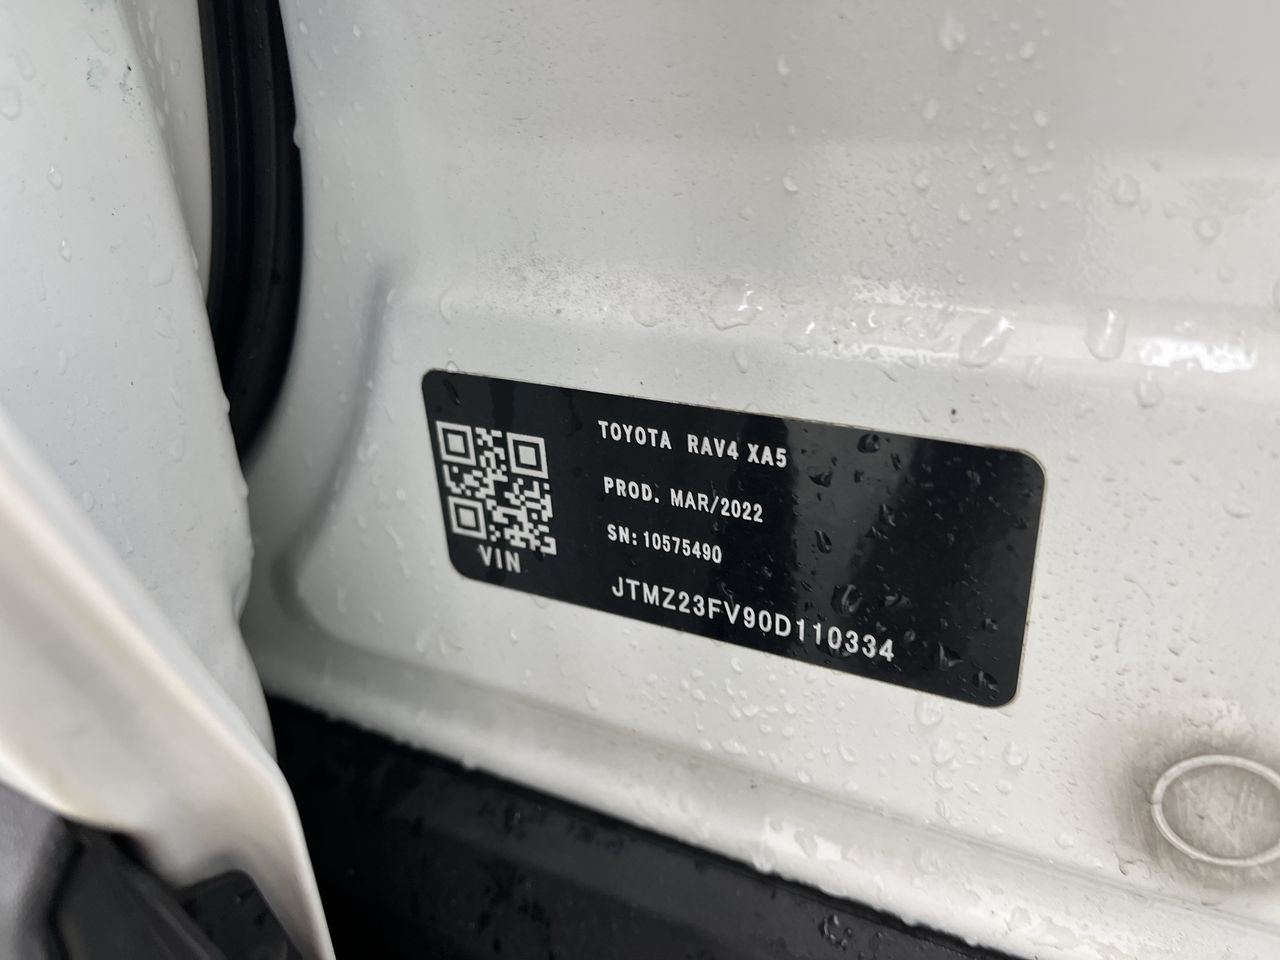 TOYOTA RAV4 XA5
PROD. MAR/2022
SN:10575490
VIN
JTMZ23FV90D110334